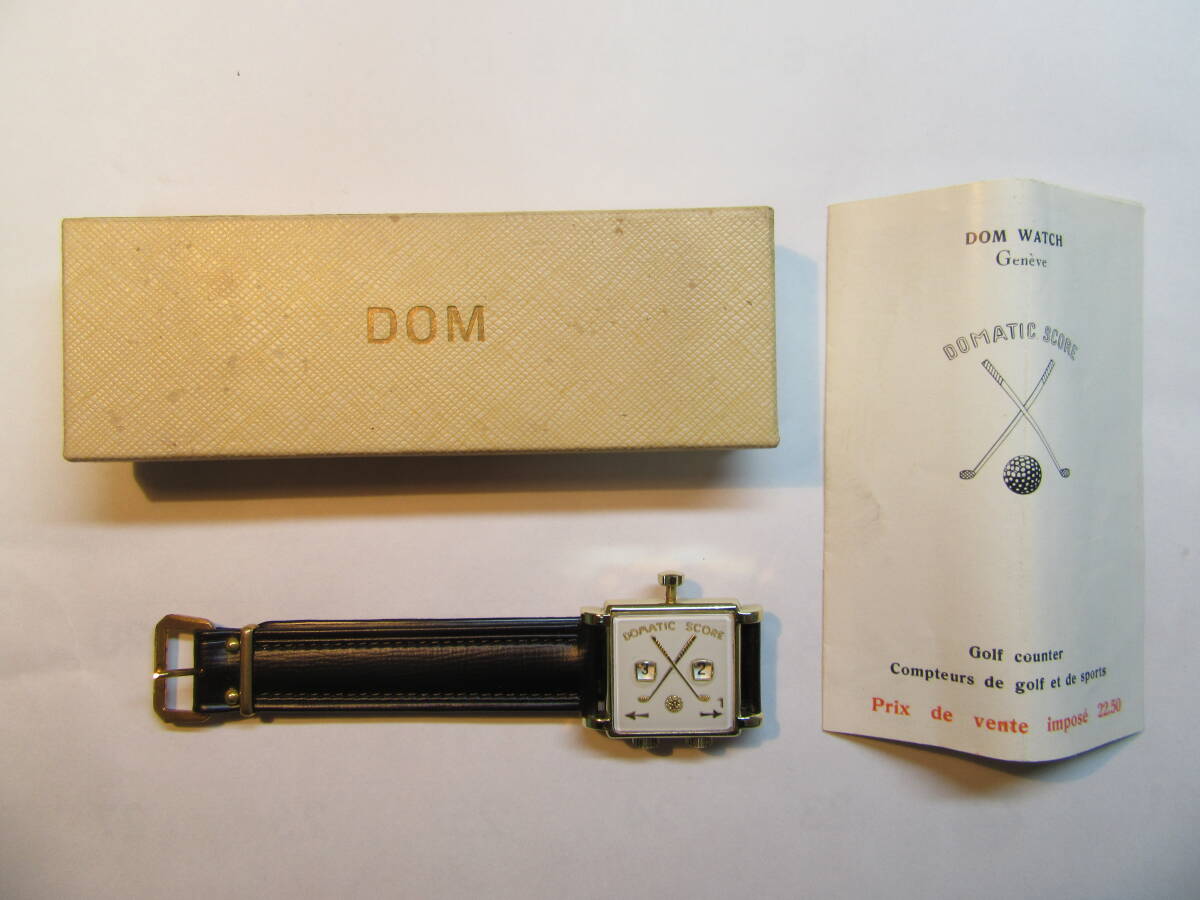 DOM
DOM WATCH
Genève
DOMATIC SCORE
Golf counter
Compteurs de golf et de sports
Prix de vente imposé 22.50
DOMATIC SCORE
3 2